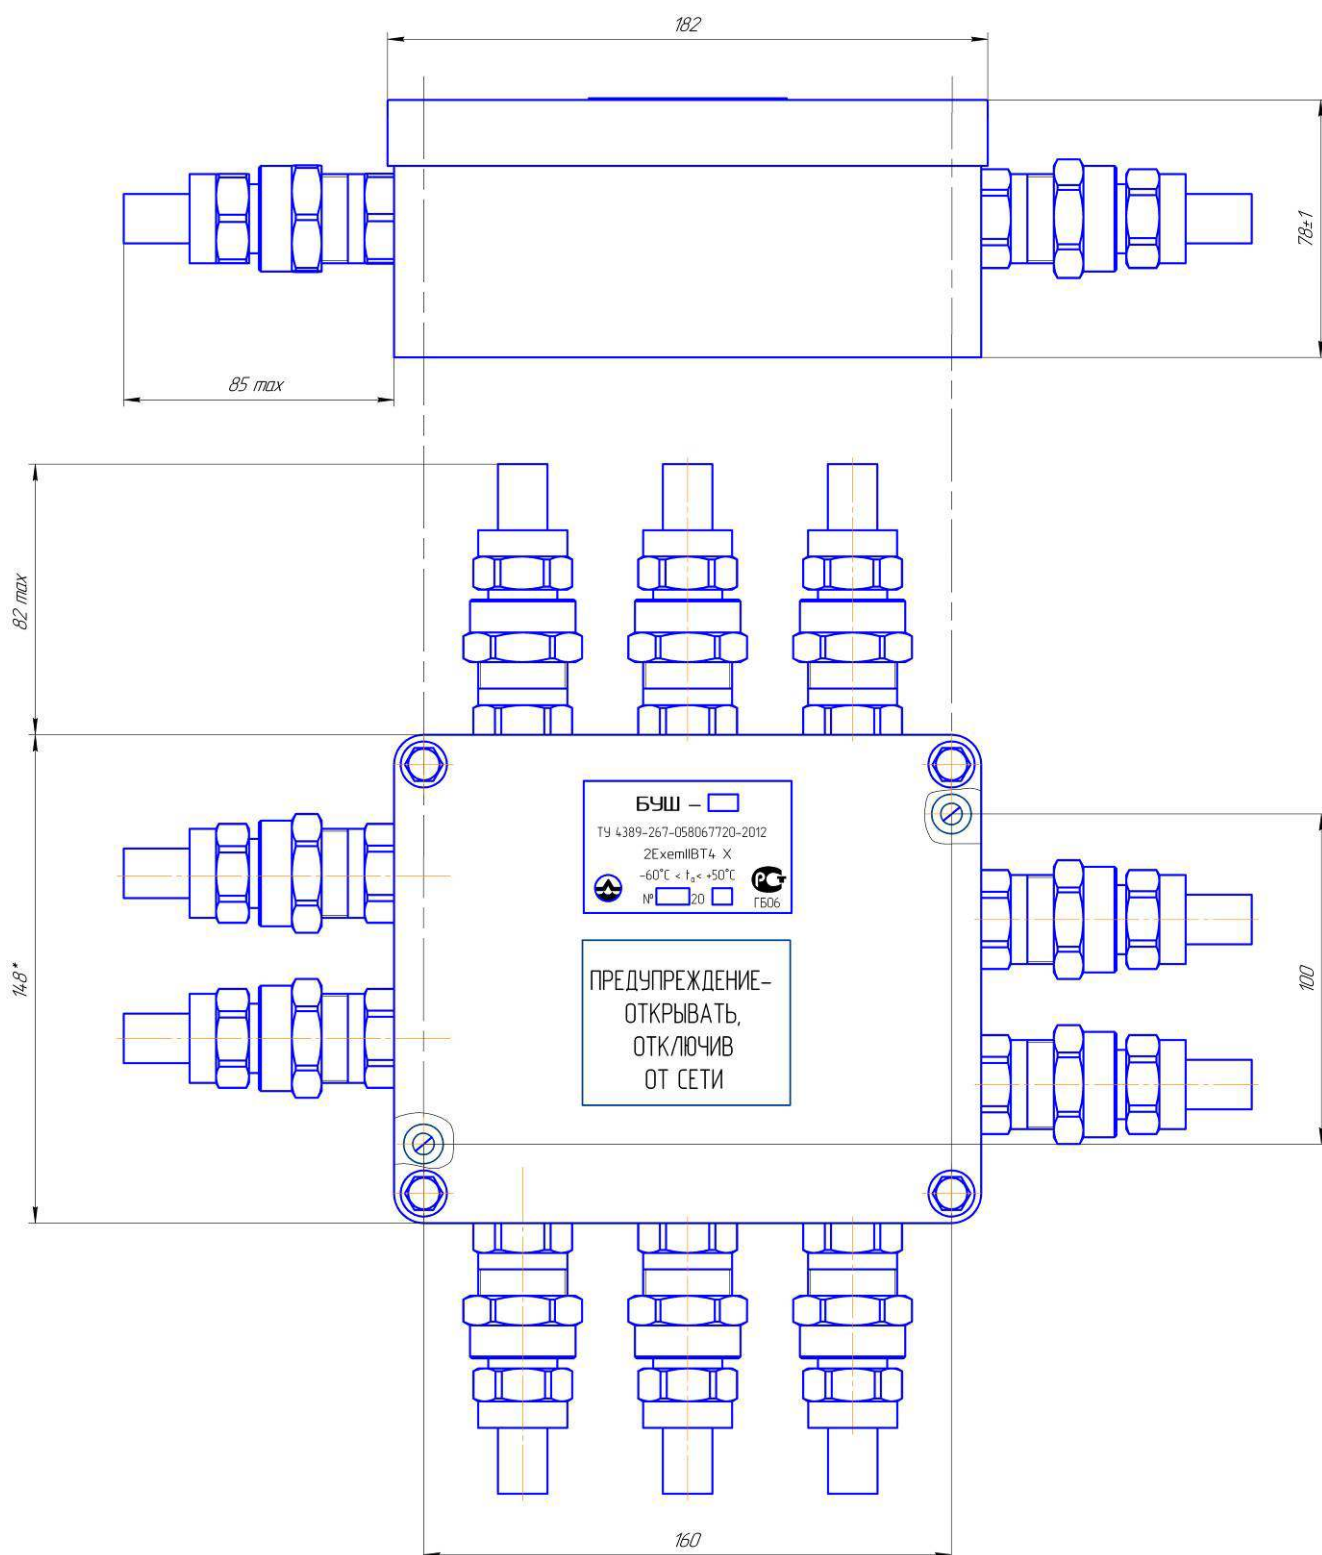 182
78±1
85 max
82 max
БУШ –
ТУ 4389-267-058067720-2012
2ExemIIBT4 X
-60°C < tₐ < +50°C
№ 20
РСТ
ГБ06
148*
100
ПРЕДУПРЕЖДЕНИЕ-
ОТКРЫВАТЬ,
ОТКЛЮЧИВ
ОТ СЕТИ
160